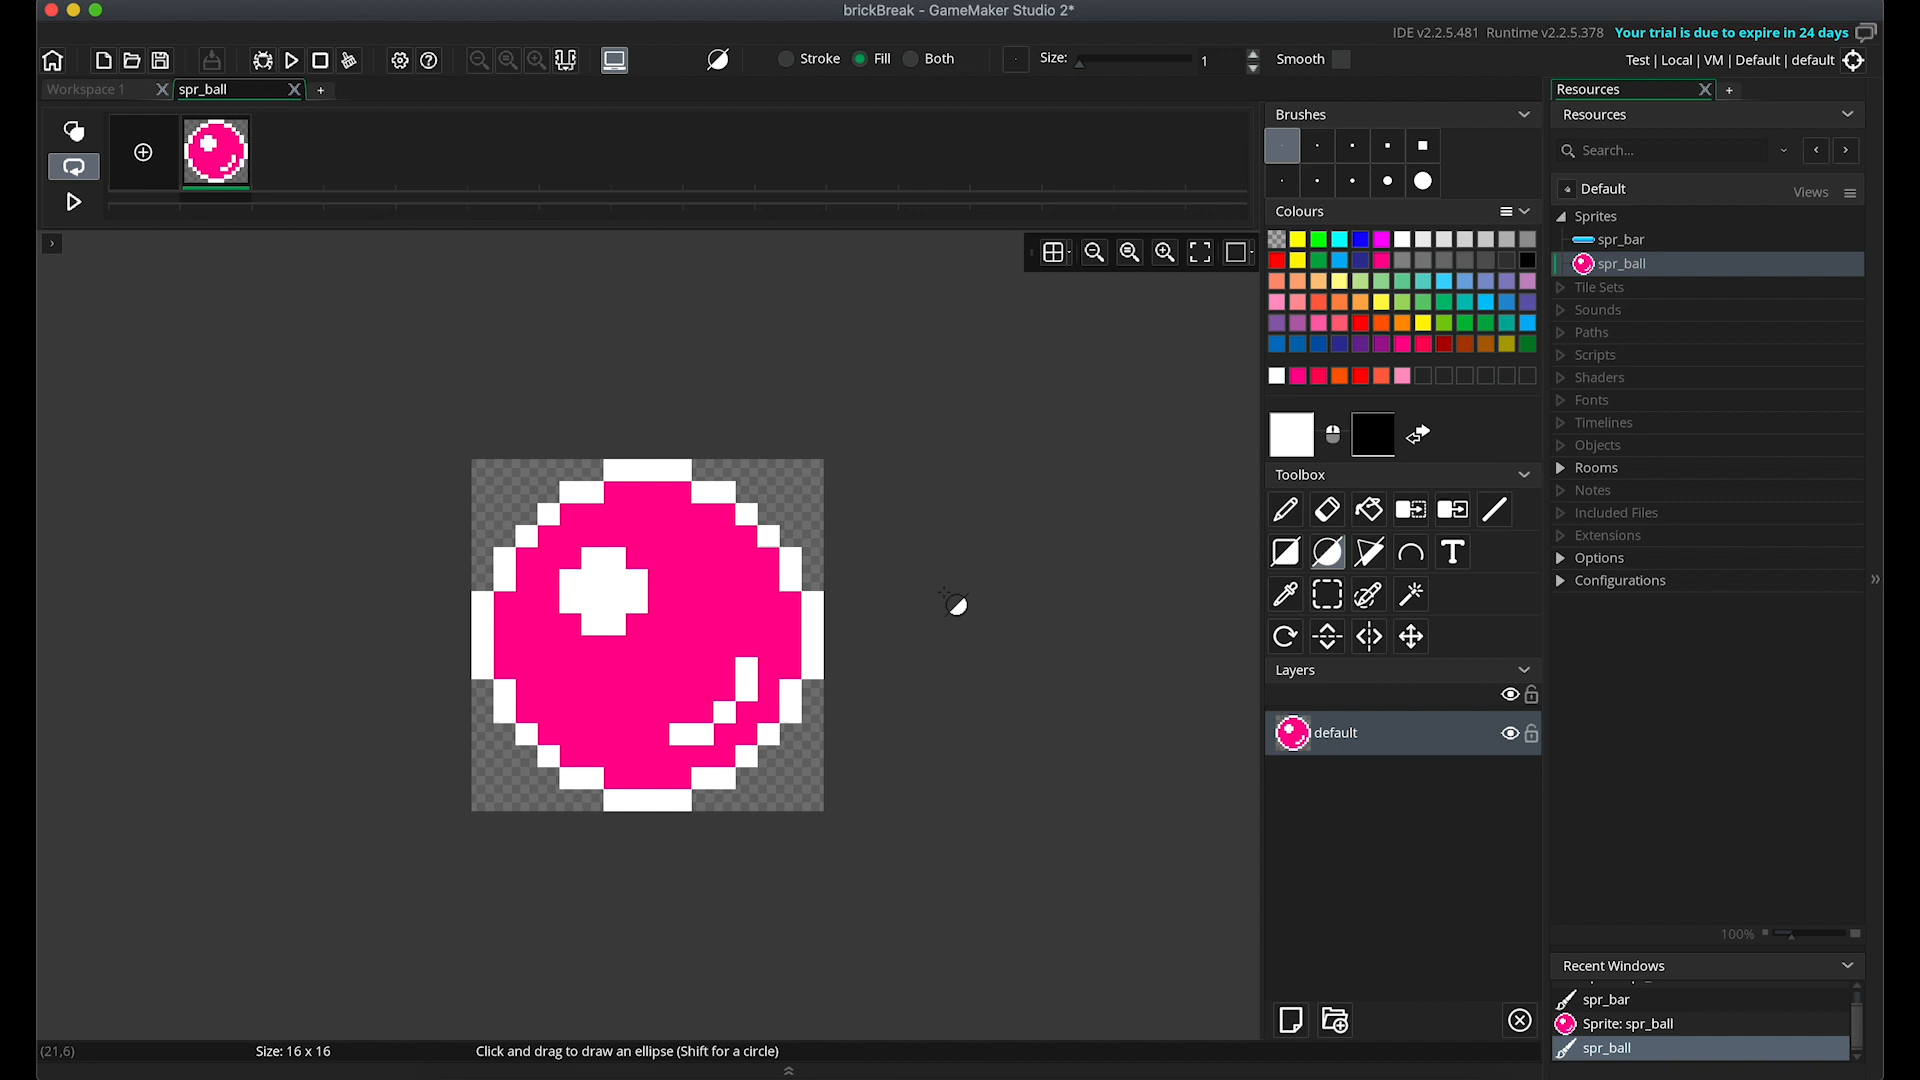 brickBreak - GameMaker Studio 2*
IDE v2.2.5.481 Runtime v2.2.5.378 Your trial is due to expire in 24 days
Stroke Fill Both Size: 1 Smooth
Test | Local | VM | Default | default
Workspace 1 spr_ball
Resources
Brushes
Resources
Search...
Default Views
Colours
Sprites
spr_bar
spr_ball
Tile Sets
Sounds
Paths
Scripts
Shaders
Fonts
Timelines
Objects
Rooms
Notes
Included Files
Extensions
Options
Configurations
Toolbox
T
Layers
default
100%
Recent Windows
spr_bar
Sprite: spr_ball
spr_ball
(21,6) Size: 16 x 16 Click and drag to draw an ellipse (Shift for a circle)